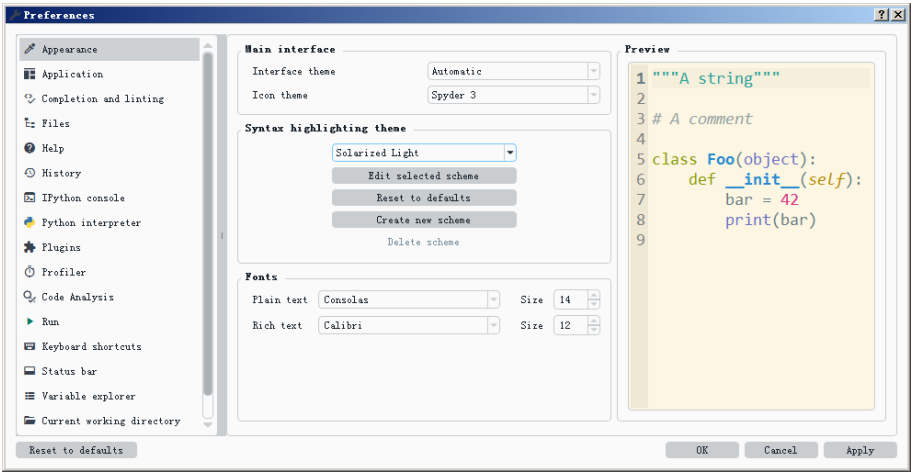 Preferences
Appearance
Application
Completion and linting
Files
Help
History
IPython console
Python interpreter
Plugins
Profiler
Code Analysis
Run
Keyboard shortcuts
Status bar
Variable explorer
Current working directory
Main interface
Interface theme Automatic
Icon theme Spyder 3
Syntax highlighting theme
Solarized Light
Edit selected scheme
Reset to defaults
Create new scheme
Delete scheme
Fonts
Plain text Consolas Size 14
Rich text Calibri Size 12
Preview
1 """A string"""
2
3 # A comment
4
5 class Foo(object):
6     def __init__(self):
7         bar = 42
8         print(bar)
9
Reset to defaults
OK Cancel Apply